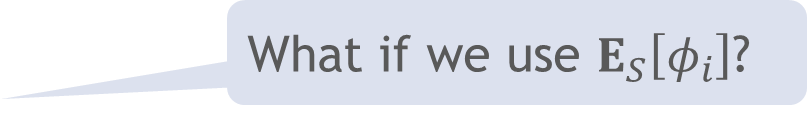 What if we use 𝐄_S[ϕ_i]?